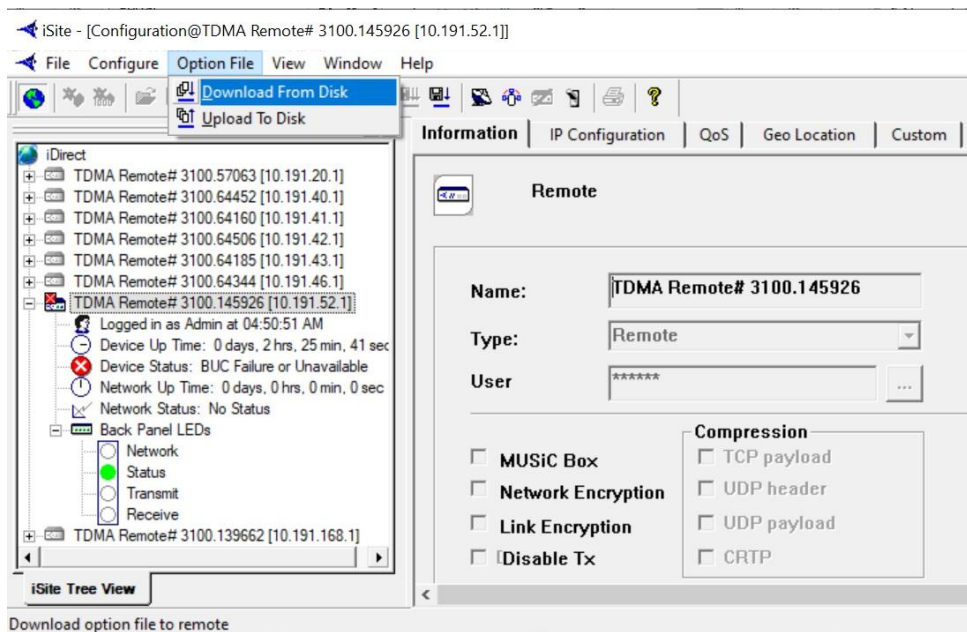 iSite - [Configuration@TDMA Remote# 3100.145926 [10.191.52.1]]
File Configure Option File View Window Help
Download From Disk
Upload To Disk
Information IP Configuration QoS Geo Location Custom
iDirect
TDMA Remote# 3100.57063 [10.191.20.1]
TDMA Remote# 3100.64452 [10.191.40.1]
TDMA Remote# 3100.64160 [10.191.41.1]
TDMA Remote# 3100.64506 [10.191.42.1]
TDMA Remote# 3100.64185 [10.191.43.1]
TDMA Remote# 3100.64344 [10.191.46.1]
TDMA Remote# 3100.145926 [10.191.52.1]
Logged in as Admin at 04:50:51 AM
Device Up Time: 0 days, 2 hrs, 25 min, 41 sec
Device Status: BUC Failure or Unavailable
Network Up Time: 0 days, 0 hrs, 0 min, 0 sec
Network Status: No Status
Back Panel LEDs
Network
Status
Transmit
Receive
TDMA Remote# 3100.139662 [10.191.168.1]
iSite Tree View
Remote
Name: TDMA Remote# 3100.145926
Type: Remote
User ****** ...
Compression
MUSiC Box TCP payload
Network Encryption UDP header
Link Encryption UDP payload
Disable Tx CRTP
Download option file to remote